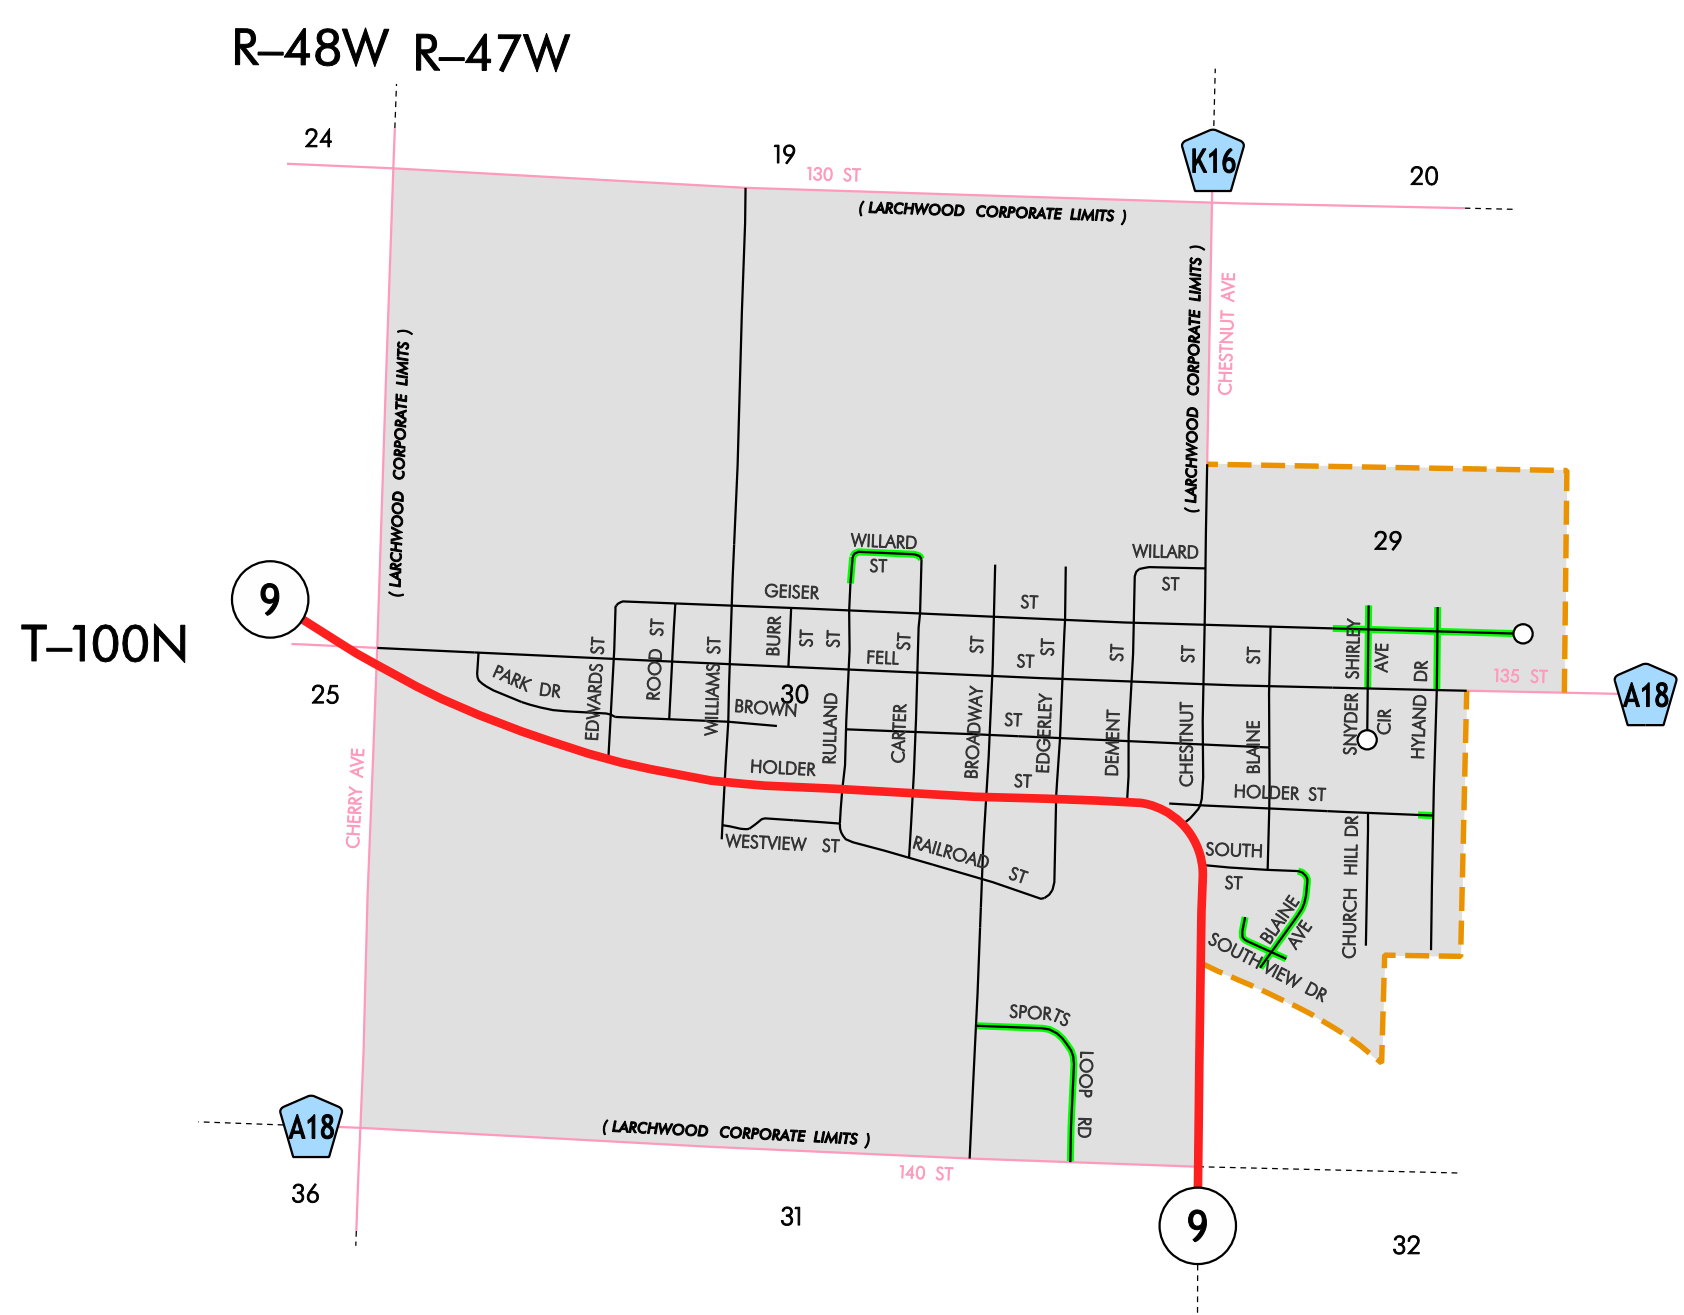 R–48W R–47W
24
19
130 ST
K16
20
( LARCHWOOD CORPORATE LIMITS )
( LARCHWOOD CORPORATE LIMITS )
CHESTNUT AVE
( LARCHWOOD CORPORATE LIMITS )
29
WILLARD
ST
WILLARD
ST
9
T–100N
GEISER
ST
EDWARDS ST
ROOD ST
WILLIAMS ST
BURR
ST
RULLAND
ST
CARTER
ST
BROADWAY
ST
EDGERLEY
ST
DEMENT
ST
CHESTNUT
ST
BLAINE
ST
SHIRLEY
AVE
SNYDER
CIR
HYLAND
DR
FELL
ST
135 ST
A18
25
PARK DR
30
BROWN
ST
HOLDER
ST
HOLDER ST
CHERRY AVE
WESTVIEW ST
RAILROAD
ST
SOUTH
ST
CHURCH HILL DR
BLAINE
AVE
SOUTHVIEW DR
SPORTS
LOOP RD
A18
( LARCHWOOD CORPORATE LIMITS )
140 ST
36
31
9
32